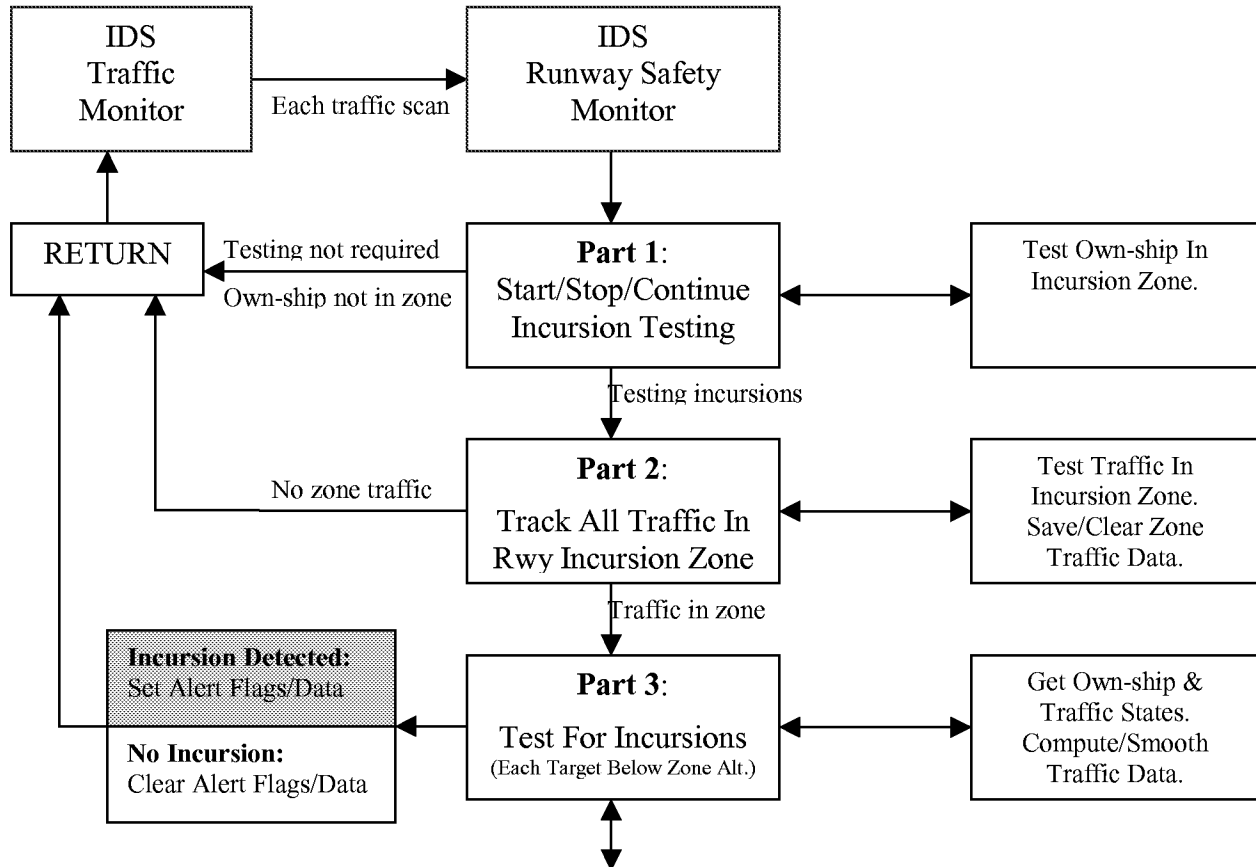 IDS
Traffic
Monitor
Each traffic scan
IDS
Runway Safety
Monitor
RETURN
Testing not required
Own-ship not in zone
Part 1:
Start/Stop/Continue
Incursion Testing
Test Own-ship In
Incursion Zone.
Testing incursions
No zone traffic
Part 2:
Track All Traffic In
Rwy Incursion Zone
Test Traffic In
Incursion Zone.
Save/Clear Zone
Traffic Data.
Traffic in zone
Incursion Detected:
Set Alert Flags/Data
No Incursion:
Clear Alert Flags/Data
Part 3:
Test For Incursions
(Each Target Below Zone Alt.)
Get Own-ship &
Traffic States.
Compute/Smooth
Traffic Data.